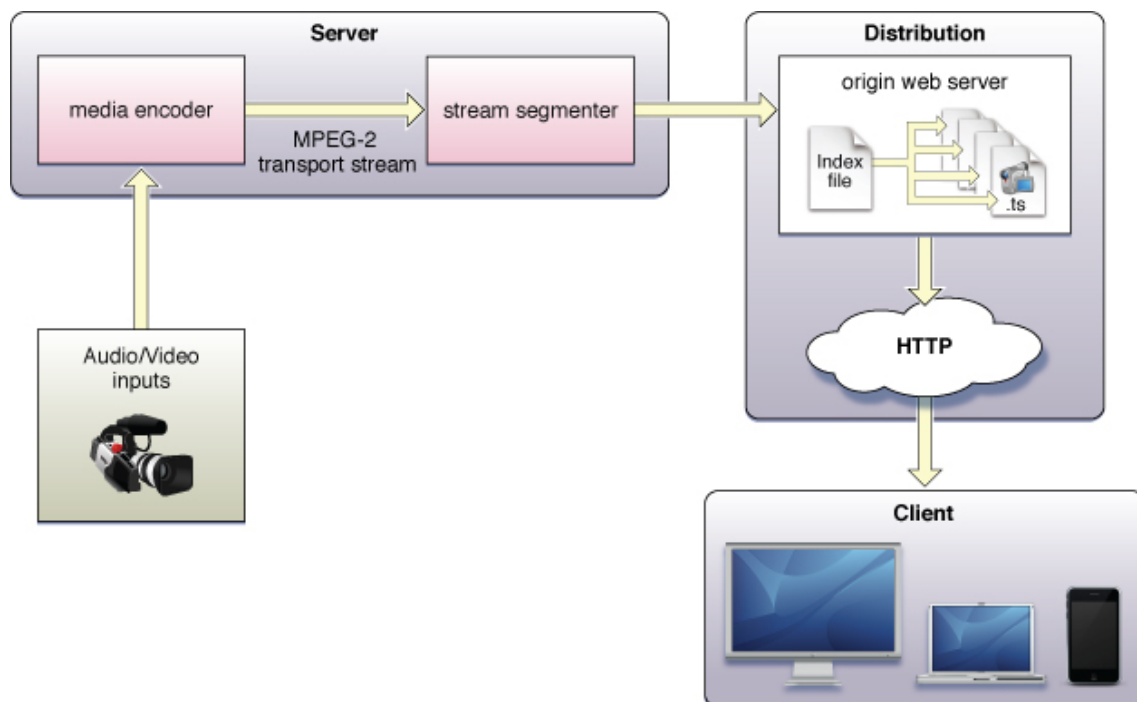 Server
media encoder
MPEG-2
transport stream
stream segmenter
Distribution
origin web server
Index
file
.ts
HTTP
Audio/Video
inputs
Client